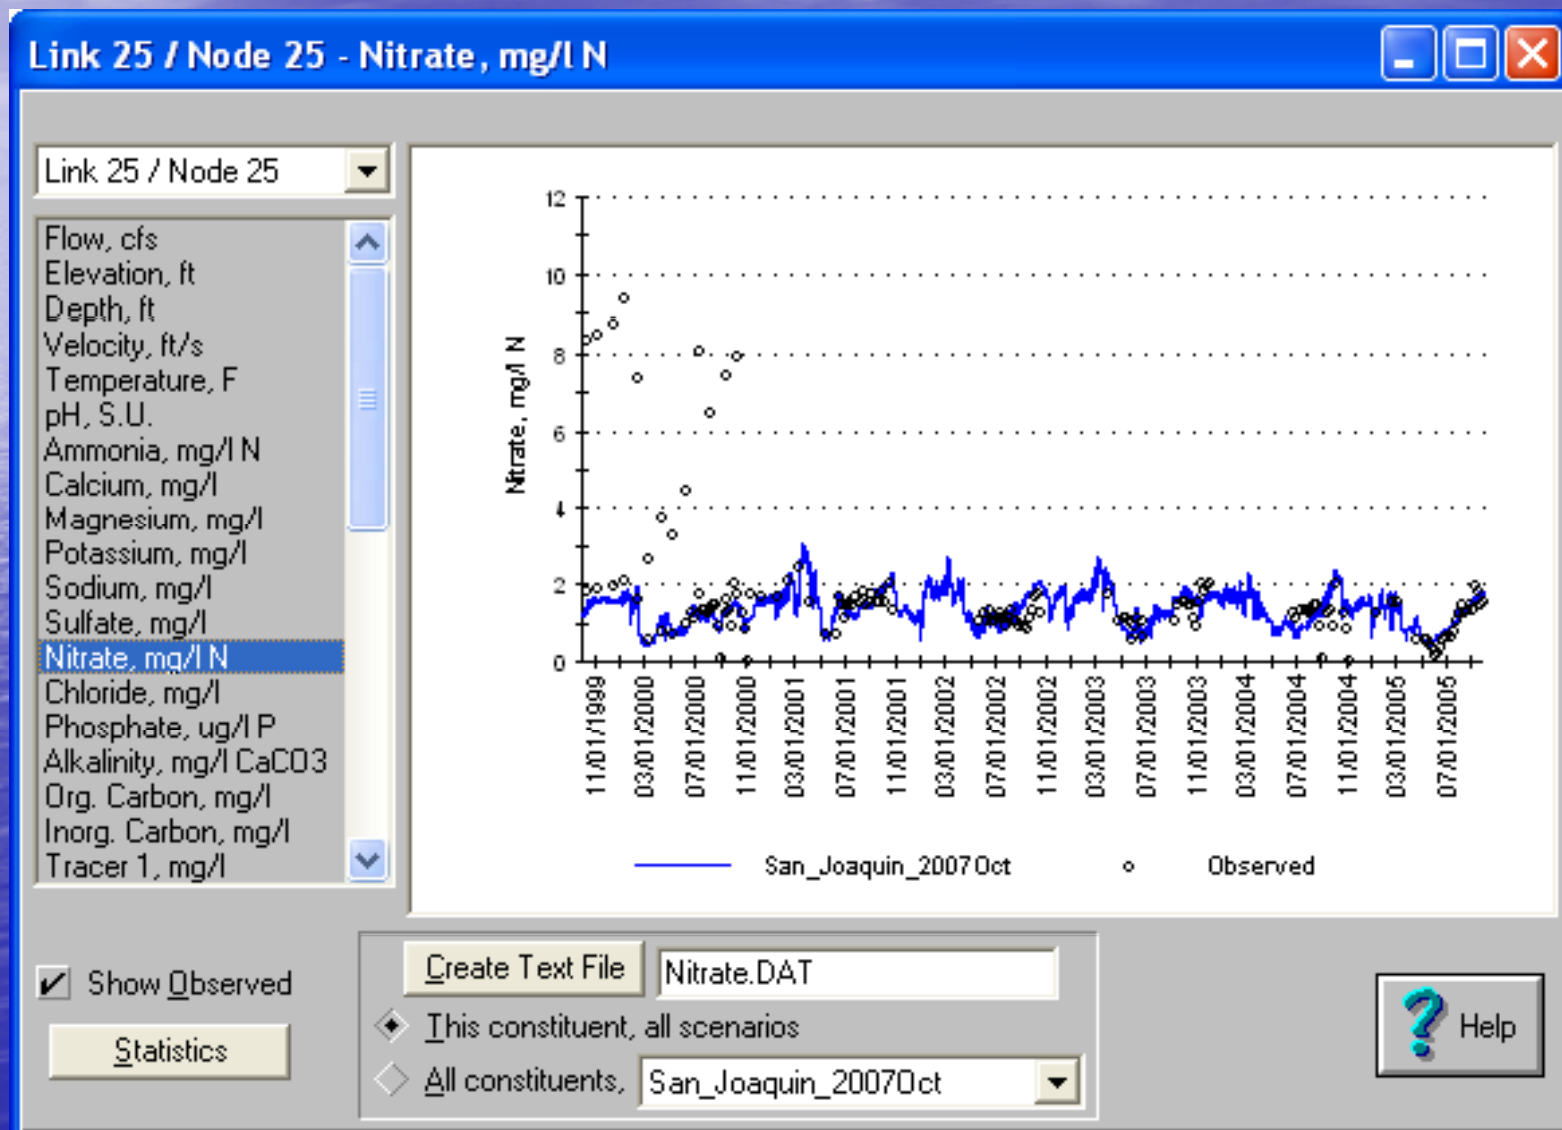 Link 25 / Node 25 - Nitrate, mg/l N
Link 25 / Node 25
Flow, cfs
Elevation, ft
Depth, ft
Velocity, ft/s
Temperature, F
pH, S.U.
Ammonia, mg/l N
Calcium, mg/l
Magnesium, mg/l
Potassium, mg/l
Sodium, mg/l
Sulfate, mg/l
Nitrate, mg/l N
Chloride, mg/l
Phosphate, ug/l P
Alkalinity, mg/l CaCO3
Org. Carbon, mg/l
Inorg. Carbon, mg/l
Tracer 1, mg/l
Nitrate, mg/l N
12
10
8
6
4
2
0
11/01/1999
03/01/2000
07/01/2000
11/01/2000
03/01/2001
07/01/2001
11/01/2001
03/01/2002
07/01/2002
11/01/2002
03/01/2003
07/01/2003
11/01/2003
03/01/2004
07/01/2004
11/01/2004
03/01/2005
07/01/2005
San_Joaquin_2007Oct
Observed
Show Observed
Statistics
Create Text File
Nitrate.DAT
This constituent, all scenarios
All constituents,
San_Joaquin_2007Oct
? Help